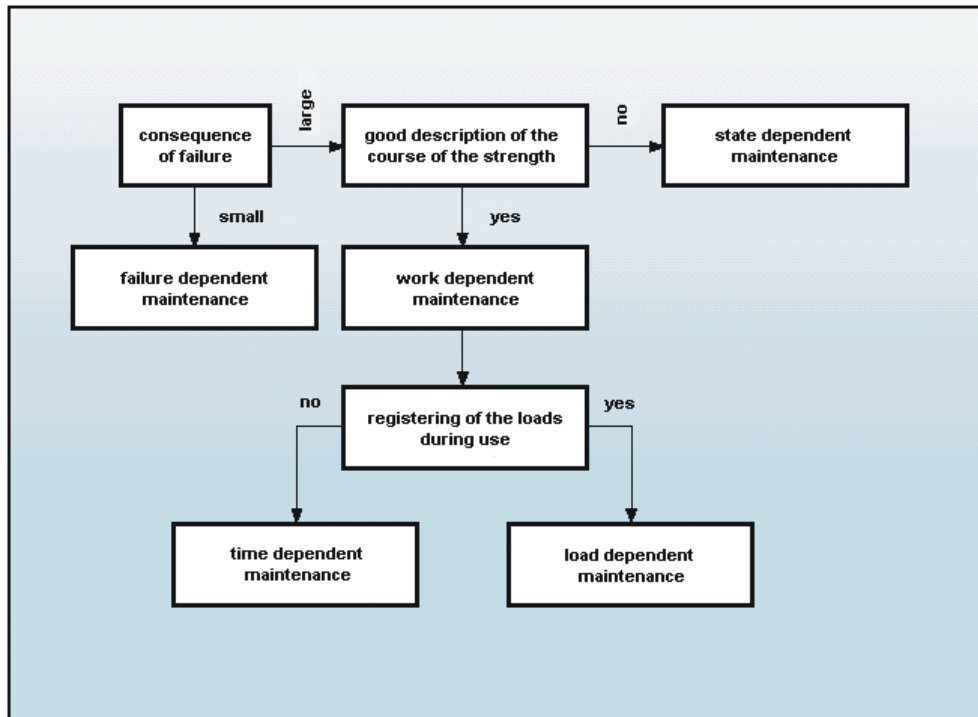 consequence
of failure
large
good description of the
course of the strength
no
state dependent
maintenance
small
yes
failure dependent
maintenance
work dependent
maintenance
no
registering of the loads
during use
yes
time dependent
maintenance
load dependent
maintenance